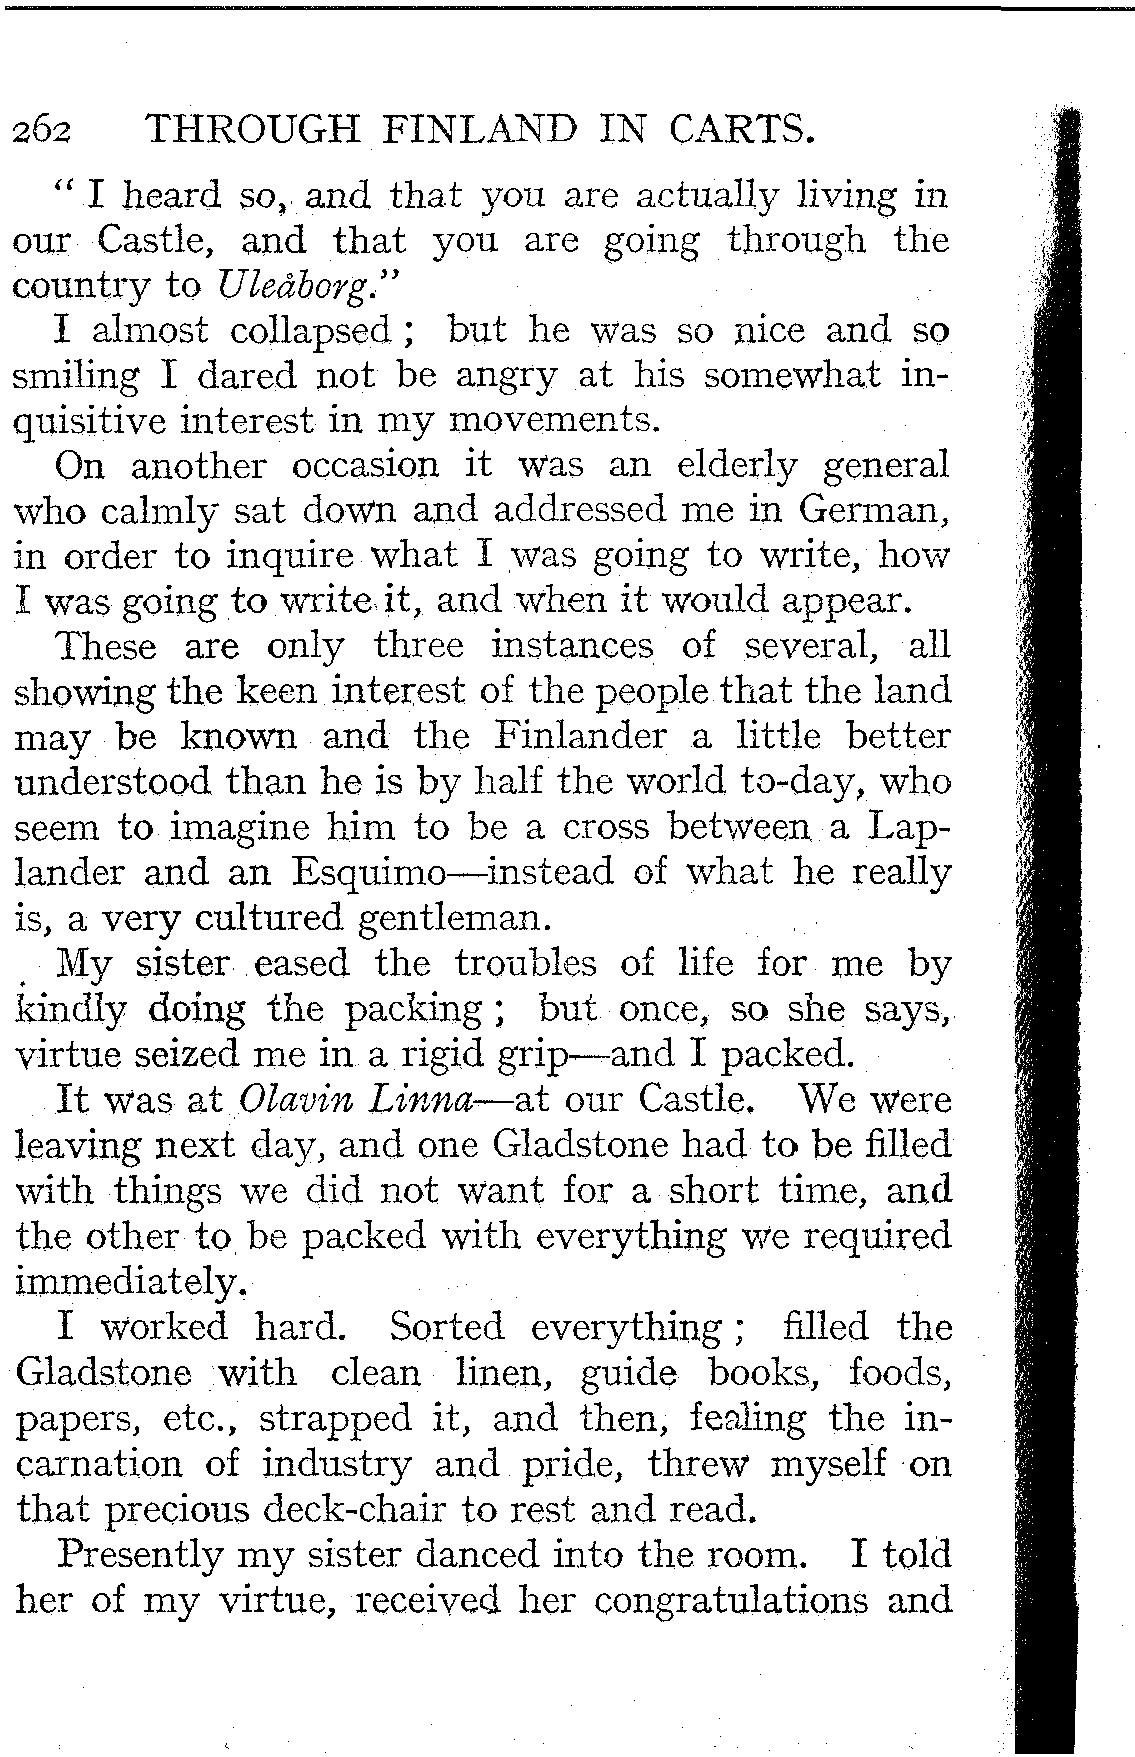 262 THROUGH FINLAND IN CARTS.
“ I heard so, and that you are actually living in
our Castle, and that you are going through the
country to Uleåborg.”
I almost collapsed ; but he was so nice and so
smiling I dared not be angry at his somewhat in-
quisitive interest in my movements.
On another occasion it was an elderly general
who calmly sat down and addressed me in German,
in order to inquire what I was going to write, how
I was going to write it, and when it would appear.
These are only three instances of several, all
showing the keen interest of the people that the land
may be known and the Finlander a little better
understood than he is by half the world to-day, who
seem to imagine him to be a cross between a Lap-
lander and an Esquimo—instead of what he really
is, a very cultured gentleman.
My sister eased the troubles of life for me by
kindly doing the packing ; but once, so she says,
virtue seized me in a rigid grip—and I packed.
It was at Olavin Linna—at our Castle. We were
leaving next day, and one Gladstone had to be filled
with things we did not want for a short time, and
the other to be packed with everything we required
immediately.
I worked hard. Sorted everything ; filled the
Gladstone with clean linen, guide books, foods,
papers, etc., strapped it, and then, fealing the in-
carnation of industry and pride, threw myself on
that precious deck-chair to rest and read.
Presently my sister danced into the room. I told
her of my virtue, received her congratulations and